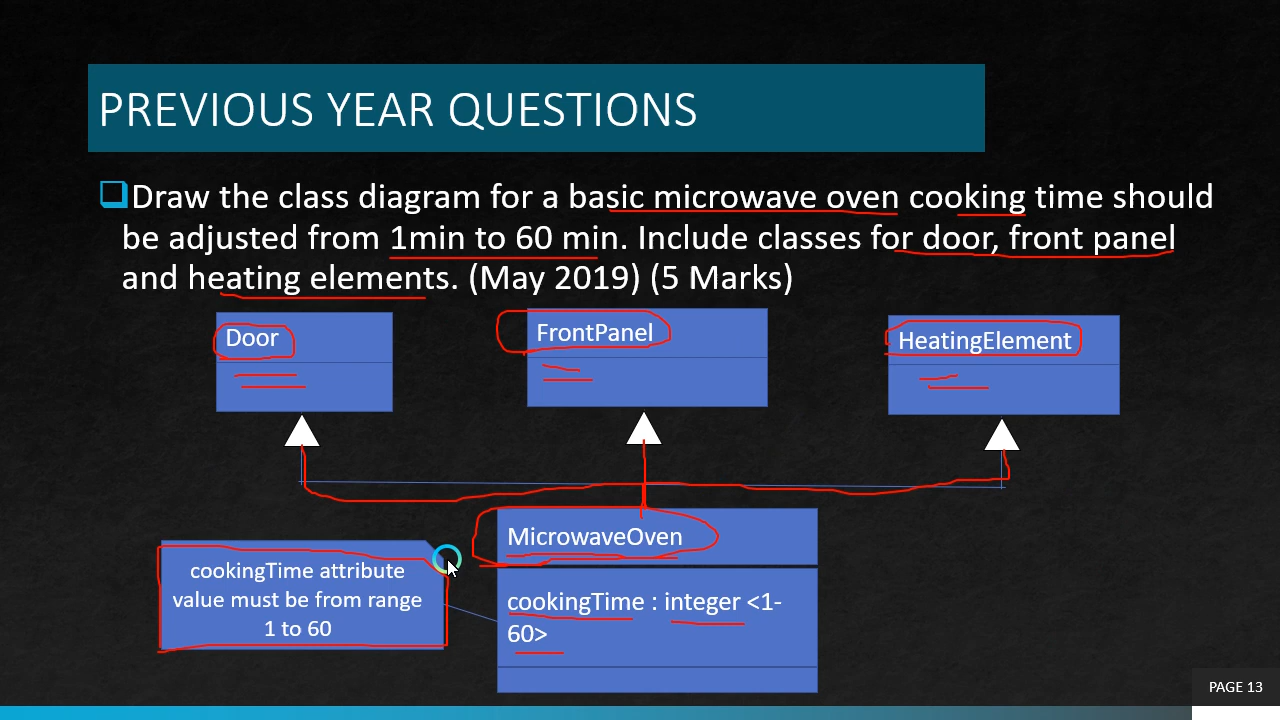 PREVIOUS YEAR QUESTIONS
Draw the class diagram for a basic microwave oven cooking time should
be adjusted from 1min to 60 min. Include classes for door, front panel
and heating elements. (May 2019) (5 Marks)
Door
FrontPanel
HeatingElement
MicrowaveOven
cookingTime : integer <1-
60>
cookingTime attribute
value must be from range
1 to 60
PAGE 13